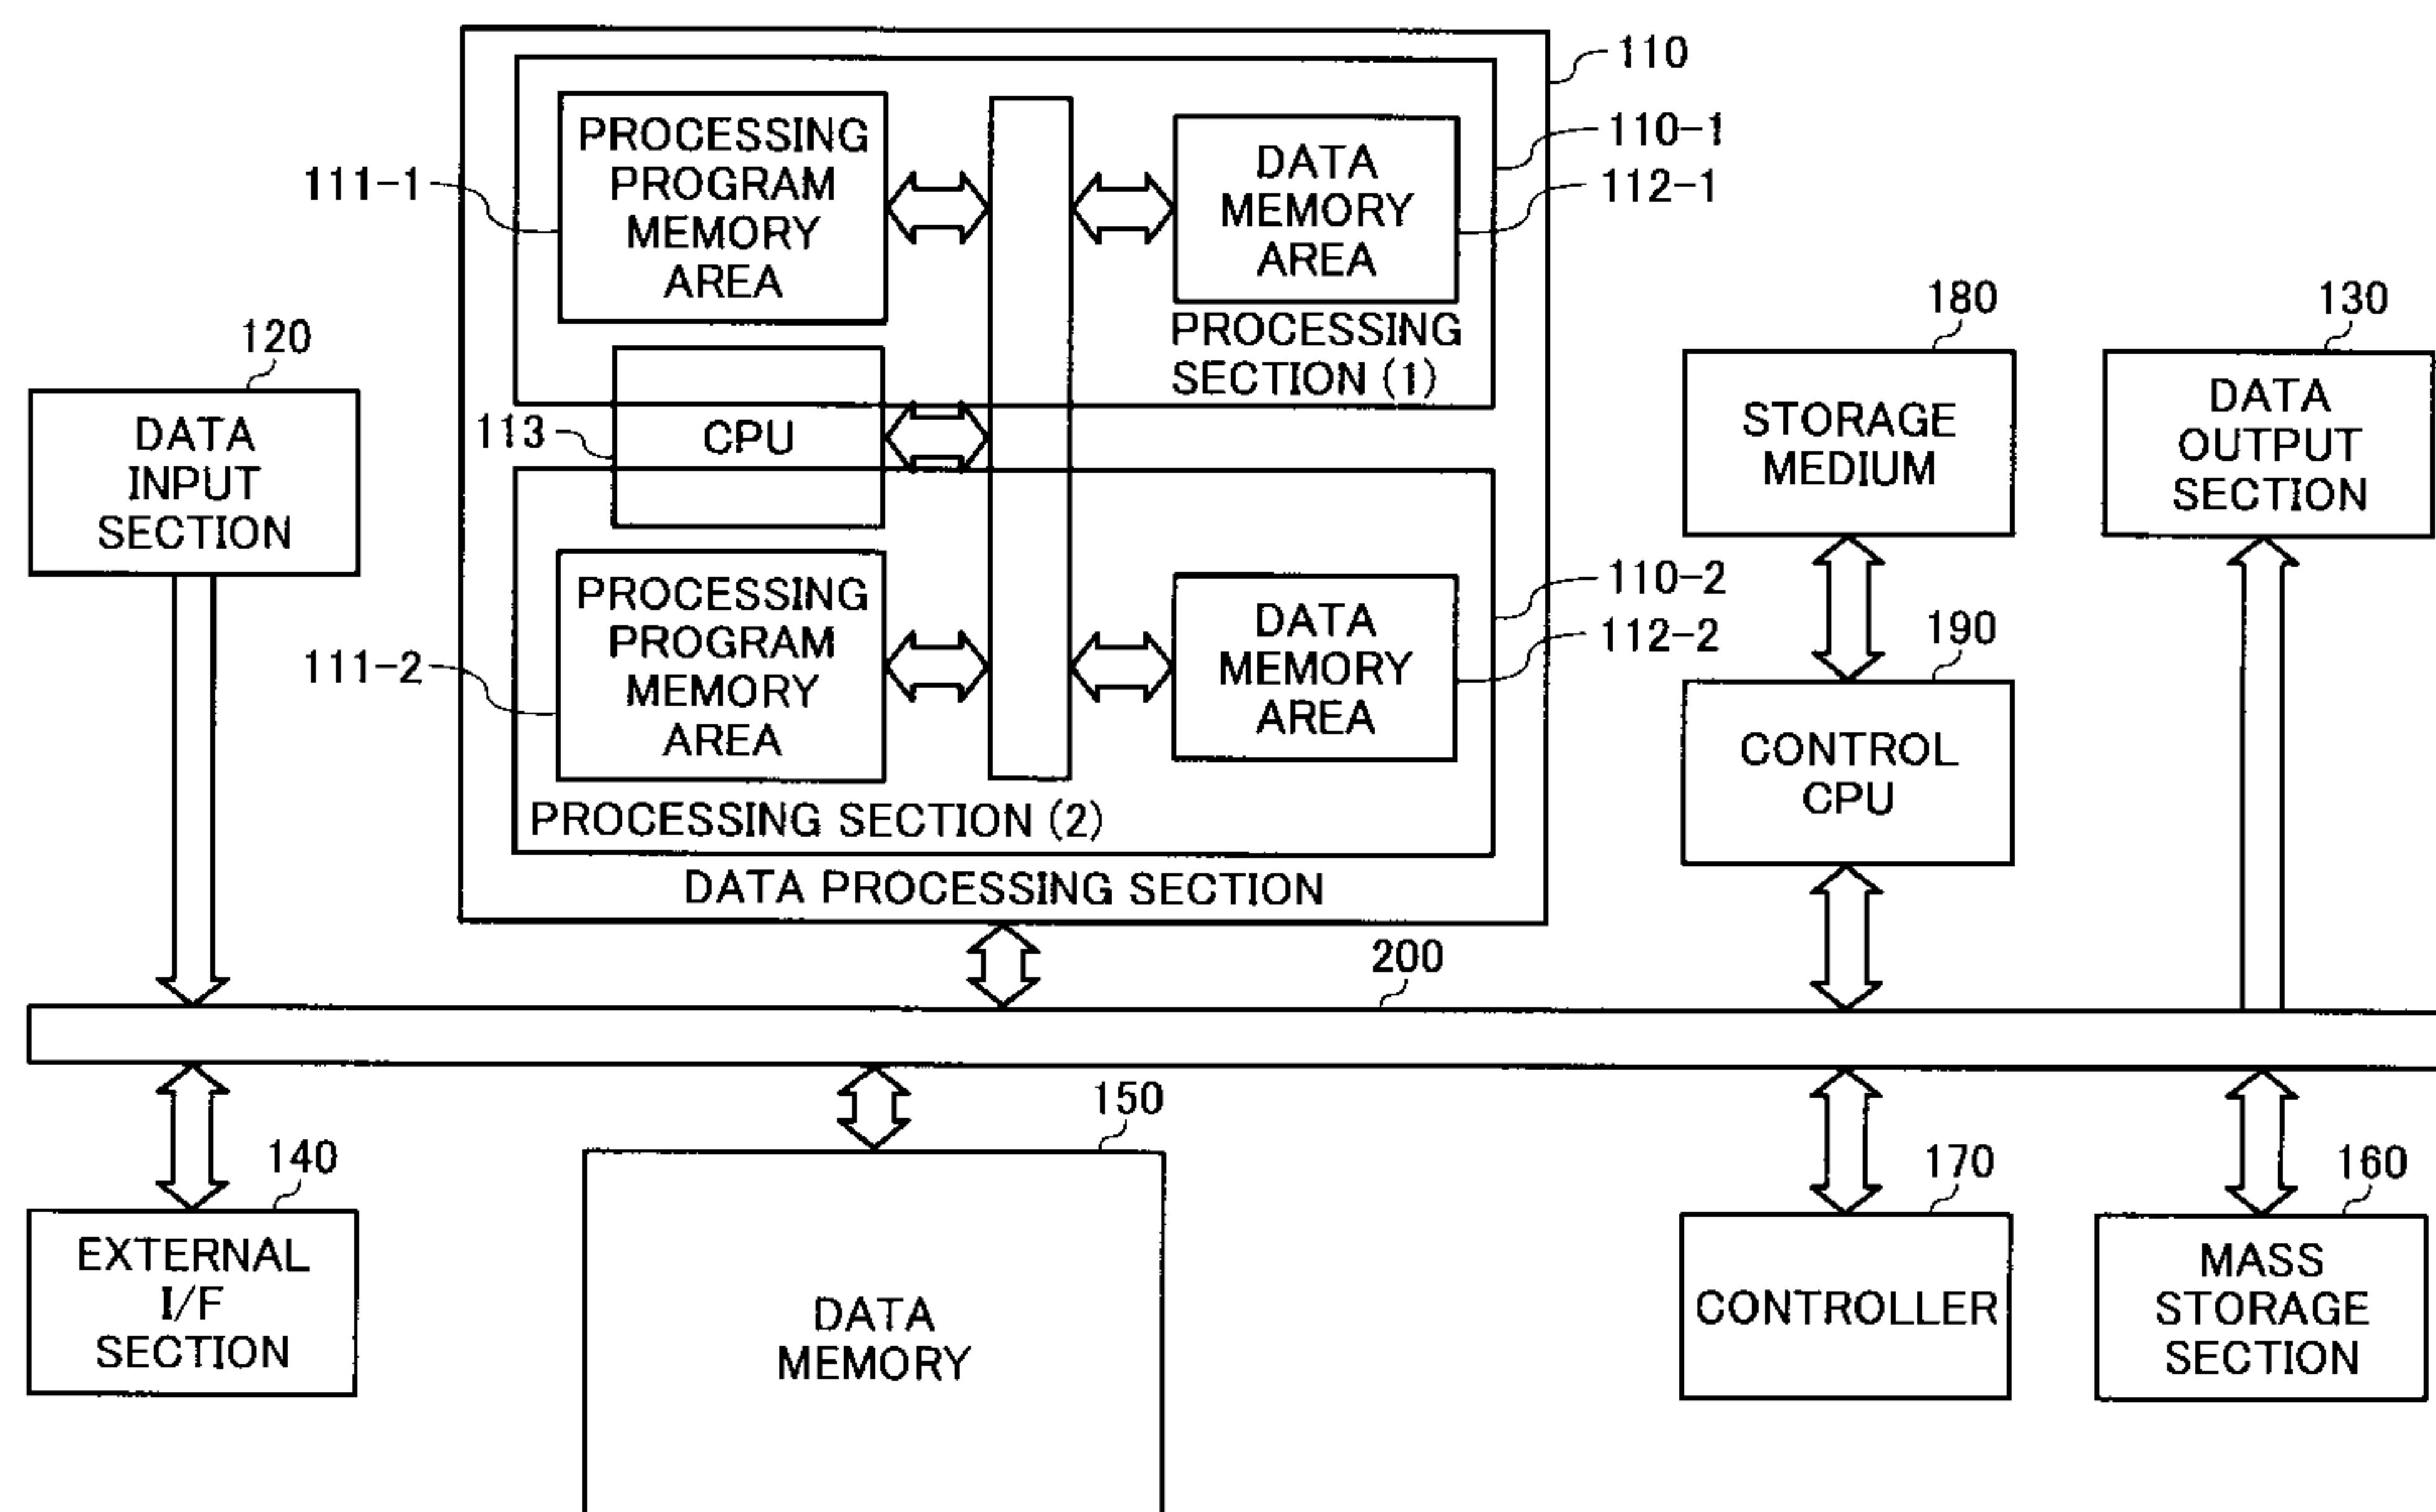 110
PROCESSING
PROGRAM
MEMORY
AREA
111-1
DATA
MEMORY
AREA
110-1
112-1
PROCESSING
SECTION (1)
120
DATA
INPUT
SECTION
113
CPU
180
STORAGE
MEDIUM
130
DATA
OUTPUT
SECTION
PROCESSING
PROGRAM
MEMORY
AREA
111-2
DATA
MEMORY
AREA
110-2
112-2
190
CONTROL
CPU
PROCESSING SECTION (2)
DATA PROCESSING SECTION
200
140
EXTERNAL
I/F
SECTION
150
DATA
MEMORY
170
CONTROLLER
160
MASS
STORAGE
SECTION